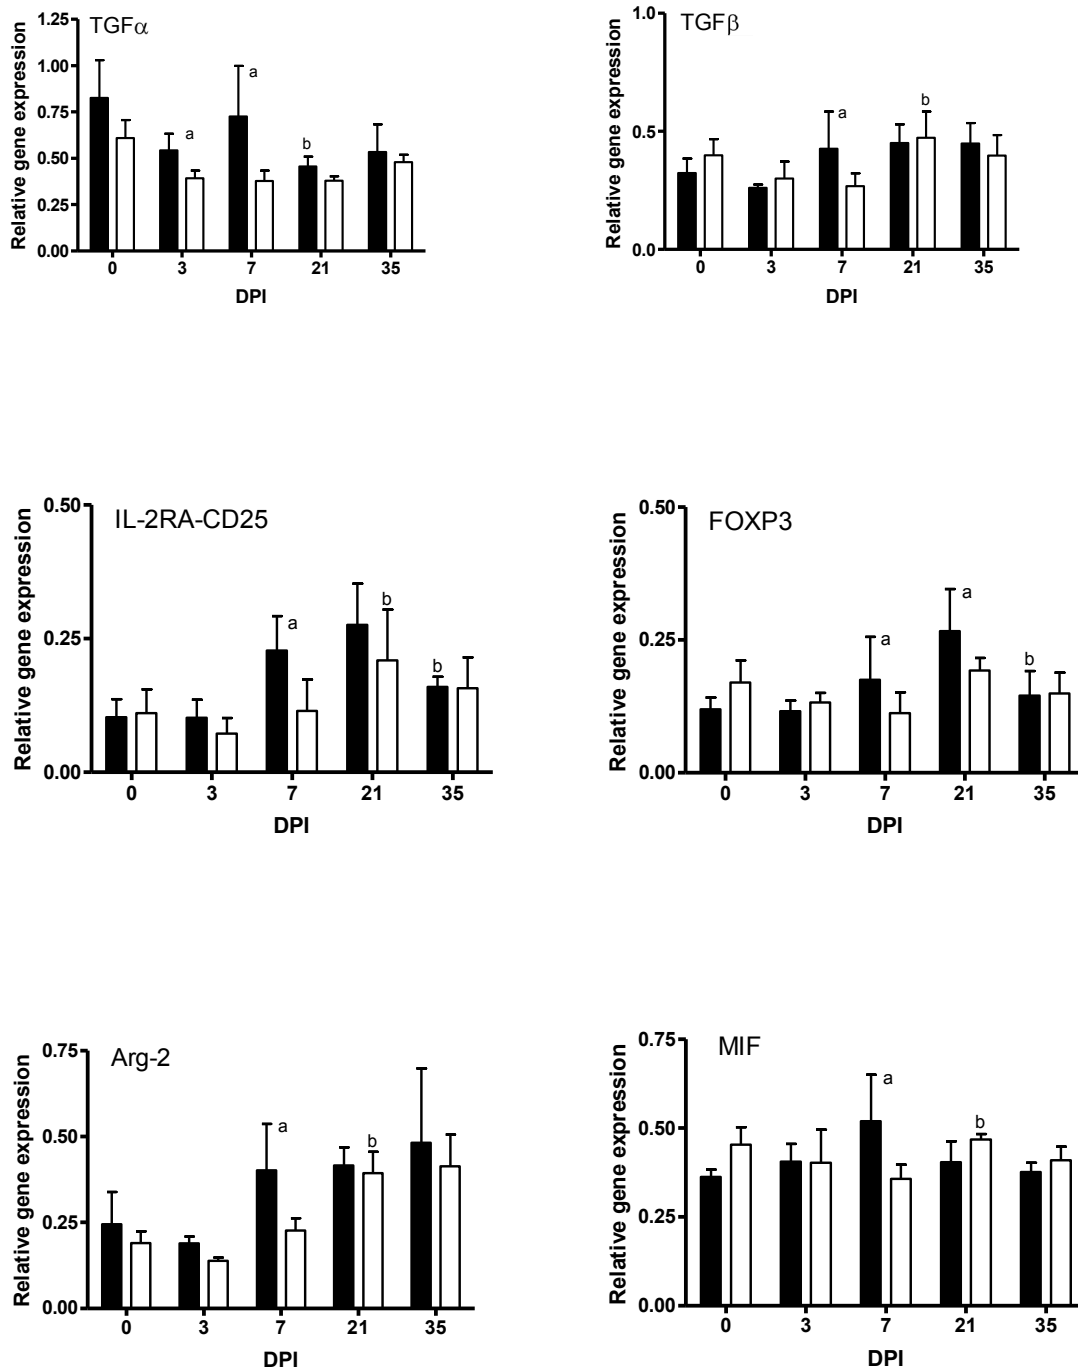 TGFα
Relative gene expression
1.25
1.00
0.75
0.50
0.25
0.00
a
a
b
0 3 7 21 35
DPI
TGFβ
Relative gene expression
1.0
0.5
0.0
a
b
0 3 7 21 35
DPI
IL-2RA-CD25
Relative gene expression
0.50
0.25
0.00
a
b
b
0 3 7 21 35
DPI
FOXP3
Relative gene expression
0.50
0.25
0.00
a
a
b
0 3 7 21 35
DPI
Arg-2
Relative gene expression
0.75
0.50
0.25
0.00
a
b
0 3 7 21 35
DPI
MIF
Relative gene expression
0.75
0.50
0.25
0.00
a
b
0 3 7 21 35
DPI